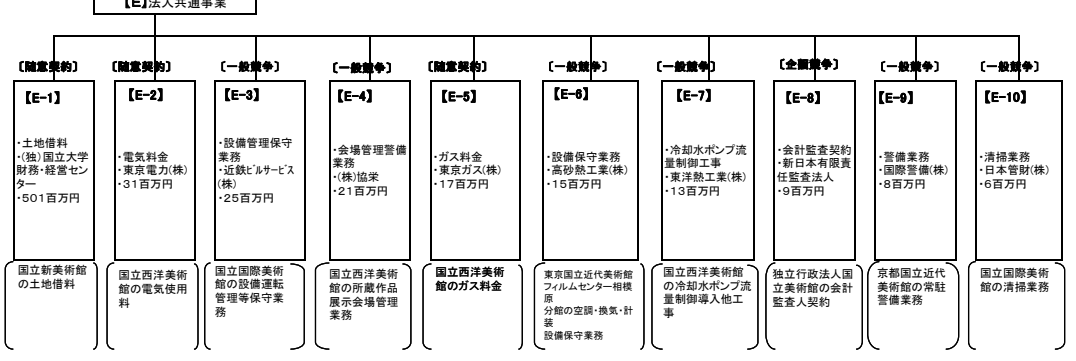 【E】法人共通事業
〔随意契約〕
【E-1】
・土地借料
・(独)国立大学
財務・経営セン
ター
・501百万円
国立新美術館
の土地借料
〔随意契約〕
【E-2】
・電気料金
・東京電力(株)
・31百万円
国立西洋美術
館の電気使用
料
〔一般競争〕
【E-3】
・設備管理保守
業務
・近鉄ビルサービス
(株)
・25百万円
国立国際美術
館の設備運転
管理等保守業
務
〔一般競争〕
【E-4】
・会場管理警備
業務
・(株)協栄
・21百万円
国立西洋美術
館の所蔵作品
展示会場管理
業務
〔随意契約〕
【E-5】
・ガス料金
・東京ガス(株)
・17百万円
国立西洋美術
館のガス料金
〔一般競争〕
【E-6】
・設備保守業務
・高砂熱工業(株)
・15百万円
東京国立近代美術館
フィルムセンター相模
原
分館の空調・換気・計
装
設備保守業務
〔一般競争〕
【E-7】
・冷却水ポンプ流
量制御工事
・東洋熱工業(株)
・13百万円
国立西洋美術館
の冷却水ポンプ流
量制御導入他工
事
〔企画競争〕
【E-8】
・会計監査契約
・新日本有限責
任監査法人
・9百万円
独立行政法人国
立美術館の会計
監査人契約
〔一般競争〕
【E-9】
・警備業務
・国際警備(株)
・8百万円
京都国立近代
美術館の常駐
警備業務
〔一般競争〕
【E-10】
・清掃業務
・日本管財(株)
・6百万円
国立国際美術
館の清掃業務